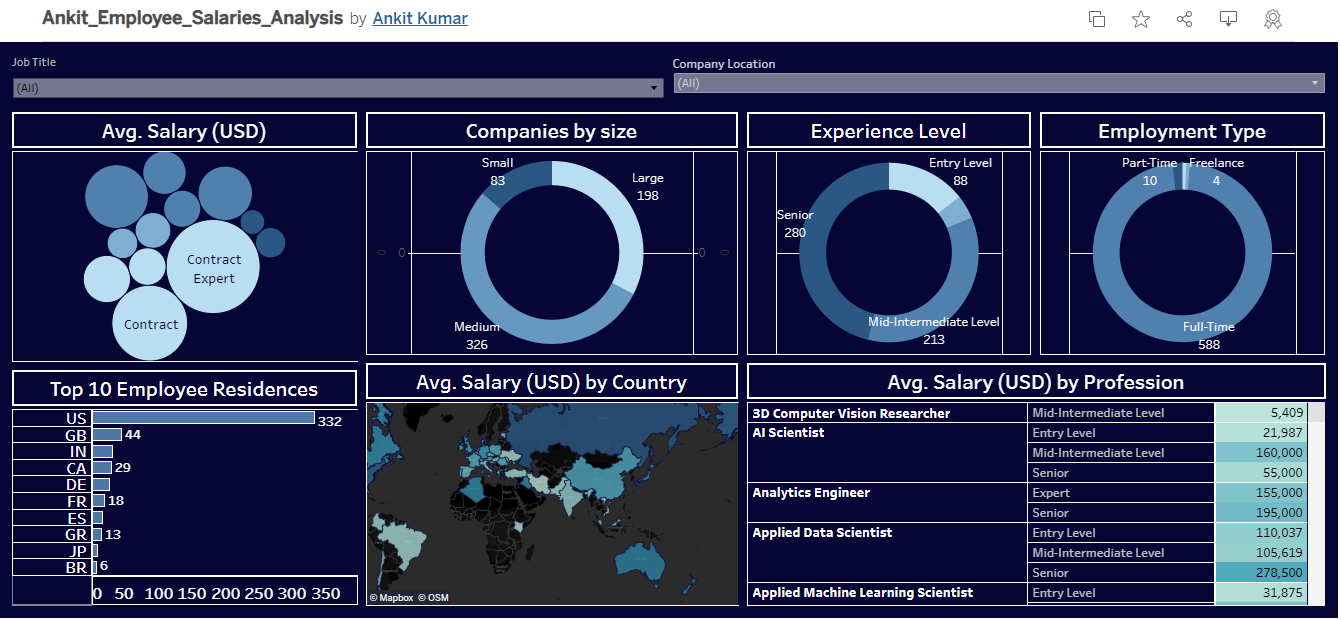 Ankit_Employee_Salaries_Analysis by Ankit Kumar
Job Title
(All)
Company Location
(All)
Avg. Salary (USD)
Contract
Expert
Contract
Companies by size
Small
83
Large
198
Medium
326
0
0
0
0
Experience Level
Entry Level
88
Senior
280
Mid-Intermediate Level
213
Employment Type
Part-Time
10
Freelance
4
Full-Time
588
Top 10 Employee Residences
US 332
GB 44
IN
CA 29
DE
FR 18
ES
GR 13
JP
BR 6
0 50 100 150 200 250 300 350
Avg. Salary (USD) by Country
© Mapbox © OSM
Avg. Salary (USD) by Profession
3D Computer Vision Researcher Mid-Intermediate Level 5,409
AI Scientist Entry Level 21,987
Mid-Intermediate Level 160,000
Senior 55,000
Analytics Engineer Expert 155,000
Senior 195,000
Applied Data Scientist Entry Level 110,037
Mid-Intermediate Level 105,619
Senior 278,500
Applied Machine Learning Scientist Entry Level 31,875